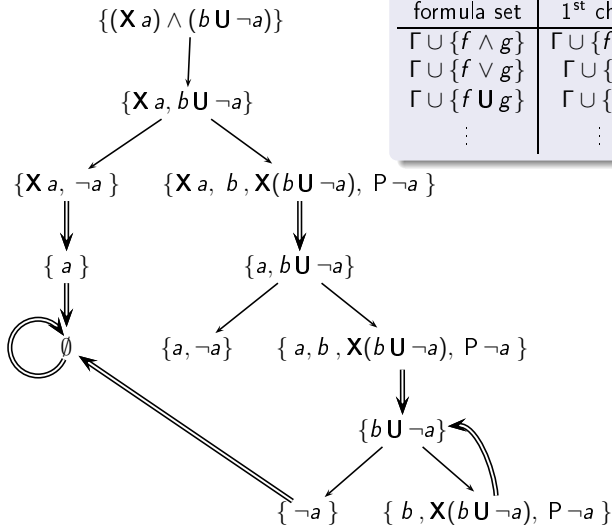 {(X a) ∧ (b U ¬a)}
formula set 1st ch
Γ ∪ {f ∧ g} Γ ∪ {f
Γ ∪ {f ∨ g} Γ ∪ {
Γ ∪ {f U g} Γ ∪ {
⋮ ⋮
{X a, b U ¬a}
{X a, ¬a } {X a, b , X(b U ¬a), P ¬a }
{ a } {a, b U ¬a}
∅ {a, ¬a} { a, b , X(b U ¬a), P ¬a }
{b U ¬a}
{ ¬a } { b , X(b U ¬a), P ¬a }